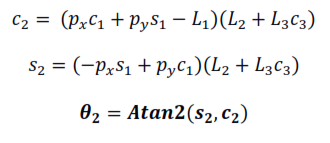 c₂ = (pₓc₁ + p_y s₁ − L₁)(L₂ + L₃c₃)
s₂ = (−pₓs₁ + p_y c₁)(L₂ + L₃c₃)
θ₂ = Atan2(s₂, c₂)